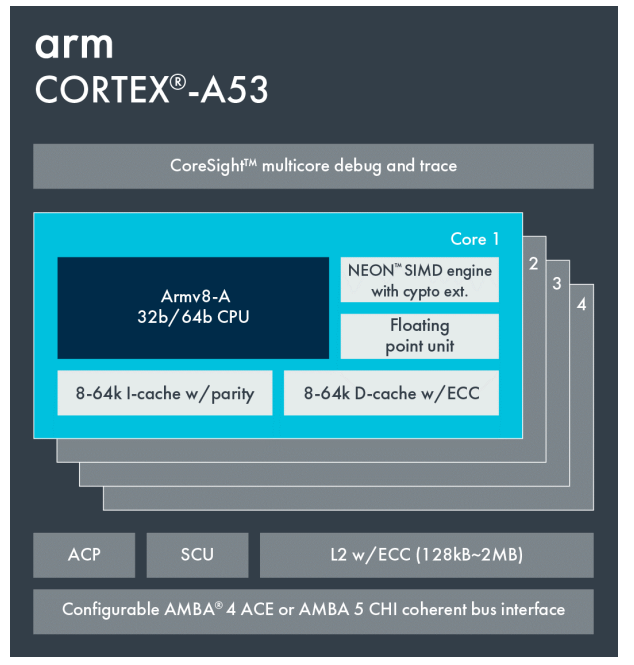 arm
CORTEX®-A53
CoreSight™ multicore debug and trace
Core 1
2
3
4
Armv8-A
32b/64b CPU
NEON™ SIMD engine
with cypto ext.
Floating
point unit
8-64k I-cache w/parity
8-64k D-cache w/ECC
ACP
SCU
L2 w/ECC (128kB~2MB)
Configurable AMBA® 4 ACE or AMBA 5 CHI coherent bus interface